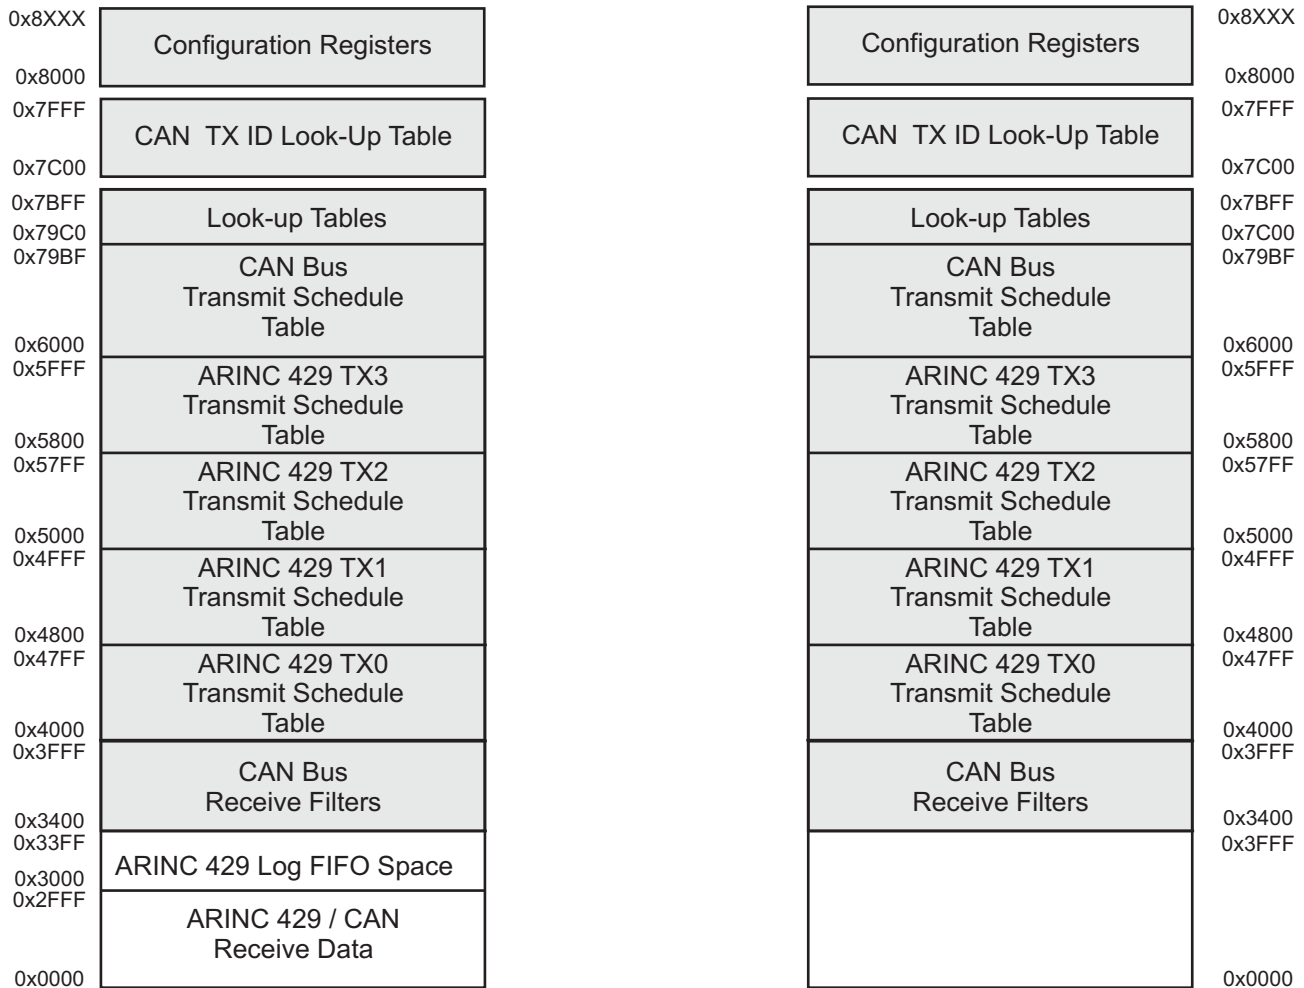 0x8XXX
Configuration Registers
0x8000
0x7FFF
CAN TX ID Look-Up Table
0x7C00
0x7BFF
Look-up Tables
0x79C0
0x79BF
CAN Bus
Transmit Schedule
Table
0x6000
0x5FFF
ARINC 429 TX3
Transmit Schedule
Table
0x5800
0x57FF
ARINC 429 TX2
Transmit Schedule
Table
0x5000
0x4FFF
ARINC 429 TX1
Transmit Schedule
Table
0x4800
0x47FF
ARINC 429 TX0
Transmit Schedule
Table
0x4000
0x3FFF
CAN Bus
Receive Filters
0x3400
0x33FF
ARINC 429 Log FIFO Space
0x3000
0x2FFF
ARINC 429 / CAN
Receive Data
0x0000
0x8XXX
Configuration Registers
0x8000
0x7FFF
CAN TX ID Look-Up Table
0x7C00
0x7BFF
Look-up Tables
0x7C00
0x79BF
CAN Bus
Transmit Schedule
Table
0x6000
0x5FFF
ARINC 429 TX3
Transmit Schedule
Table
0x5800
0x57FF
ARINC 429 TX2
Transmit Schedule
Table
0x5000
0x4FFF
ARINC 429 TX1
Transmit Schedule
Table
0x4800
0x47FF
ARINC 429 TX0
Transmit Schedule
Table
0x4000
0x3FFF
CAN Bus
Receive Filters
0x3400
0x3FFF
0x0000